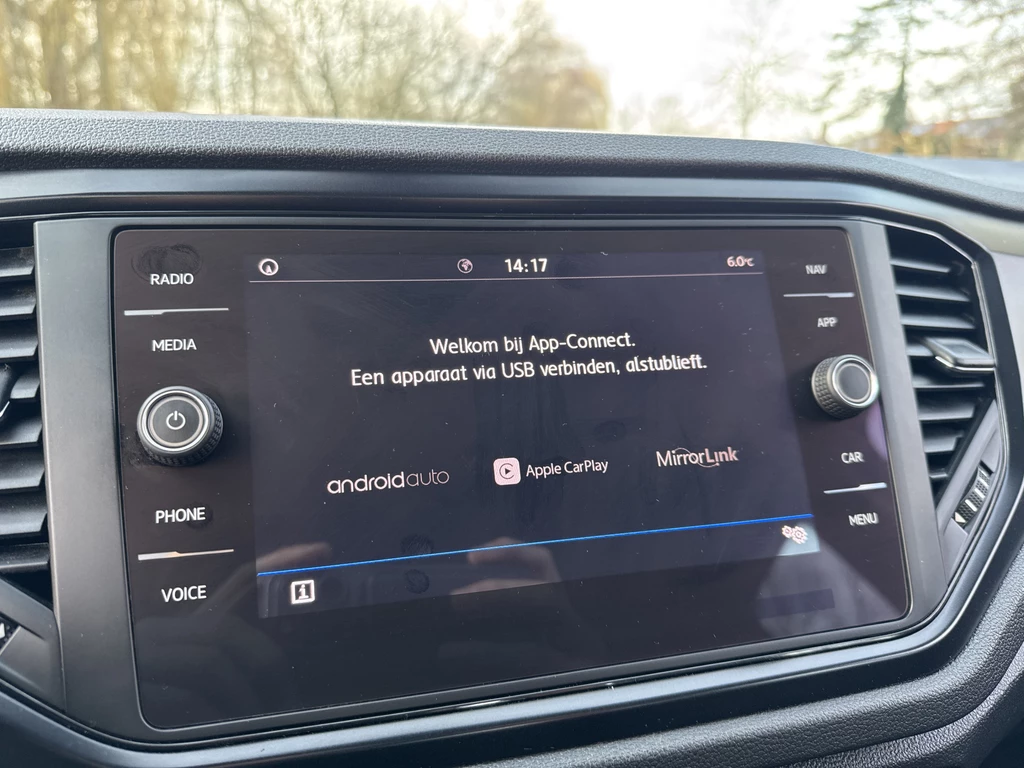 RADIO
MEDIA
PHONE
VOICE
14:17
6.0°C
Welkom bij App-Connect.
Een apparaat via USB verbinden, alstublieft.
androidauto
Apple CarPlay
MirrorLink
i
NAV
APP
CAR
MENU